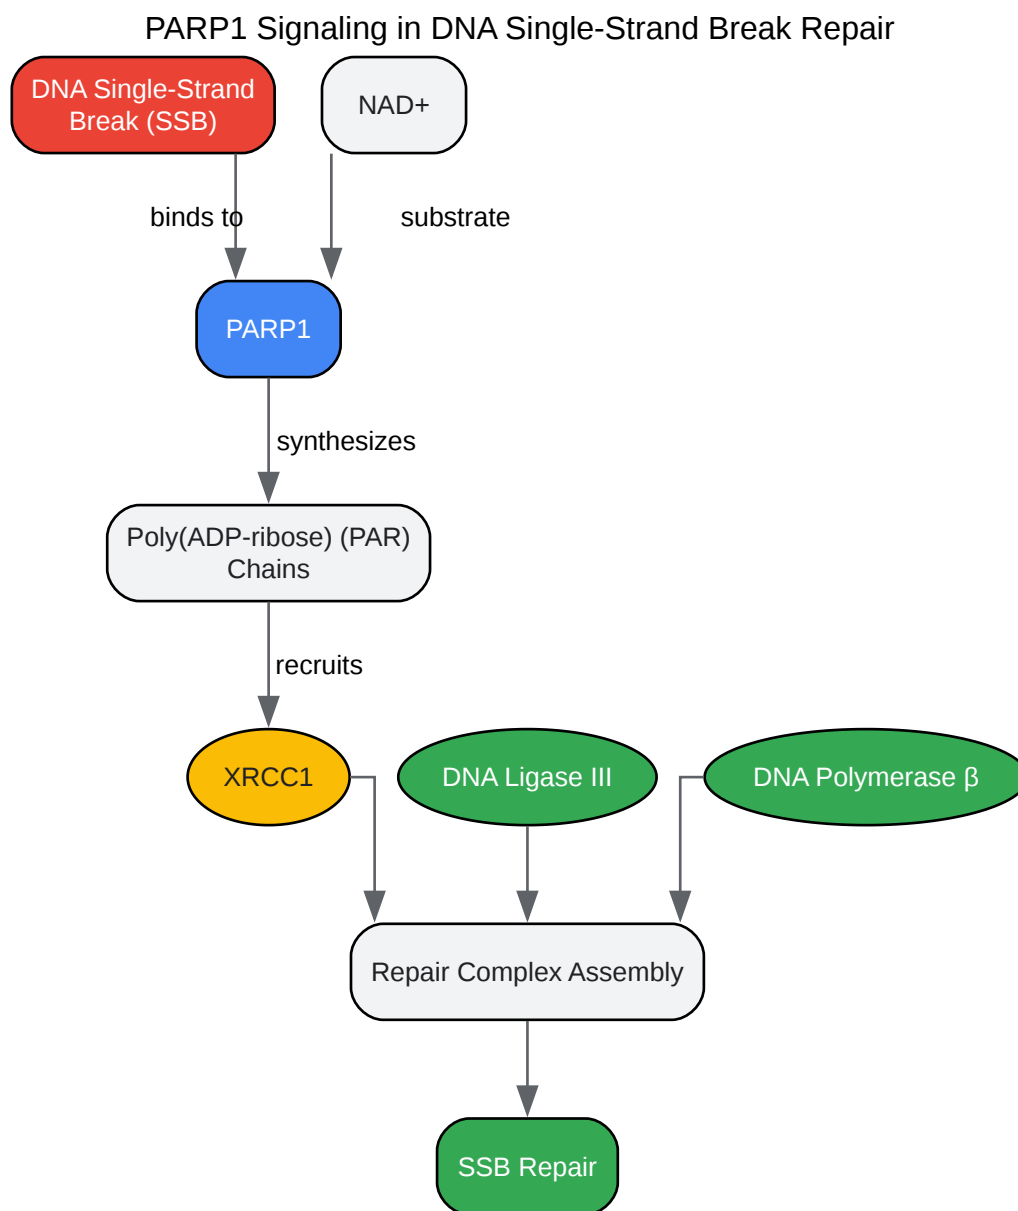 PARP1 Signaling in DNA Single-Strand Break Repair
DNA Single-Strand
Break (SSB)
NAD+
binds to
substrate
PARP1
synthesizes
Poly(ADP-ribose) (PAR)
Chains
recruits
XRCC1
DNA Ligase III
DNA Polymerase β
Repair Complex Assembly
SSB Repair